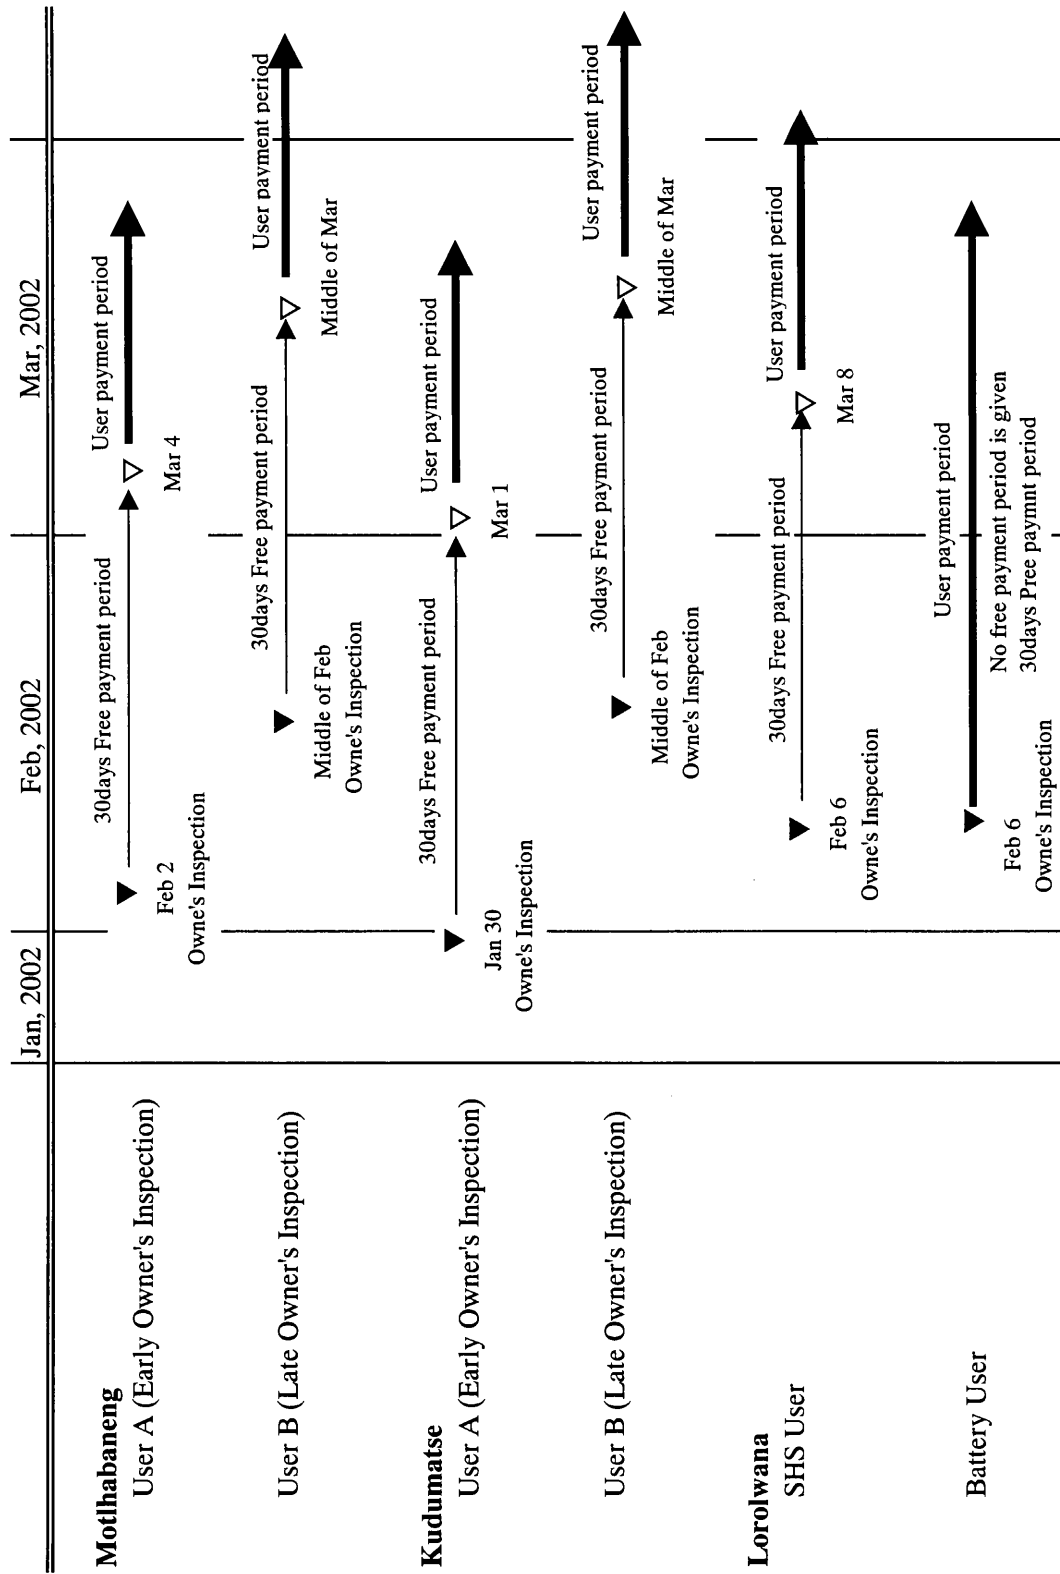 Jan, 2002
Feb, 2002
Mar, 2002
Motlhabaneng
User A (Early Owner's Inspection)
Feb 2
Owne's Inspection
30days Free payment period
Mar 4
User payment period
User B (Late Owner's Inspection)
Middle of Feb
Owne's Inspection
30days Free payment period
Middle of Mar
User payment period
Kudumatse
User A (Early Owner's Inspection)
Jan 30
Owne's Inspection
30days Free payment period
Mar 1
User payment period
User B (Late Owner's Inspection)
Middle of Feb
Owne's Inspection
30days Free payment period
Middle of Mar
User payment period
Lorolwana
SHS User
Feb 6
Owne's Inspection
30days Free payment period
Mar 8
User payment period
Battery User
Feb 6
Owne's Inspection
User payment period
No free payment period is given
30days Pree paymnt period